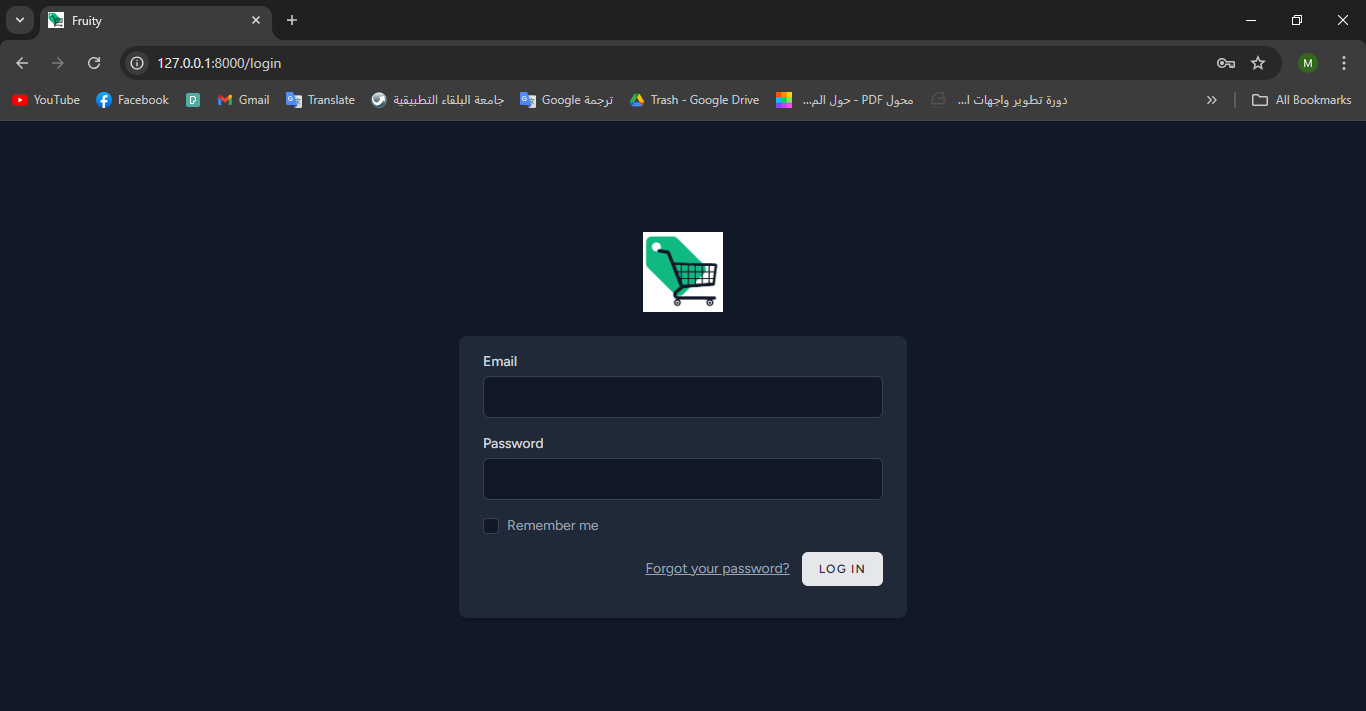 Fruity
127.0.0.1:8000/login
M
YouTube
Facebook
D
Gmail
Translate
جامعة البلقاء التطبيقية
ترجمة Google
Trash - Google Drive
محول PDF - حول الم...
دورة تطوير واجهات ا...
All Bookmarks
Email
Password
Remember me
Forgot your password?
LOG IN